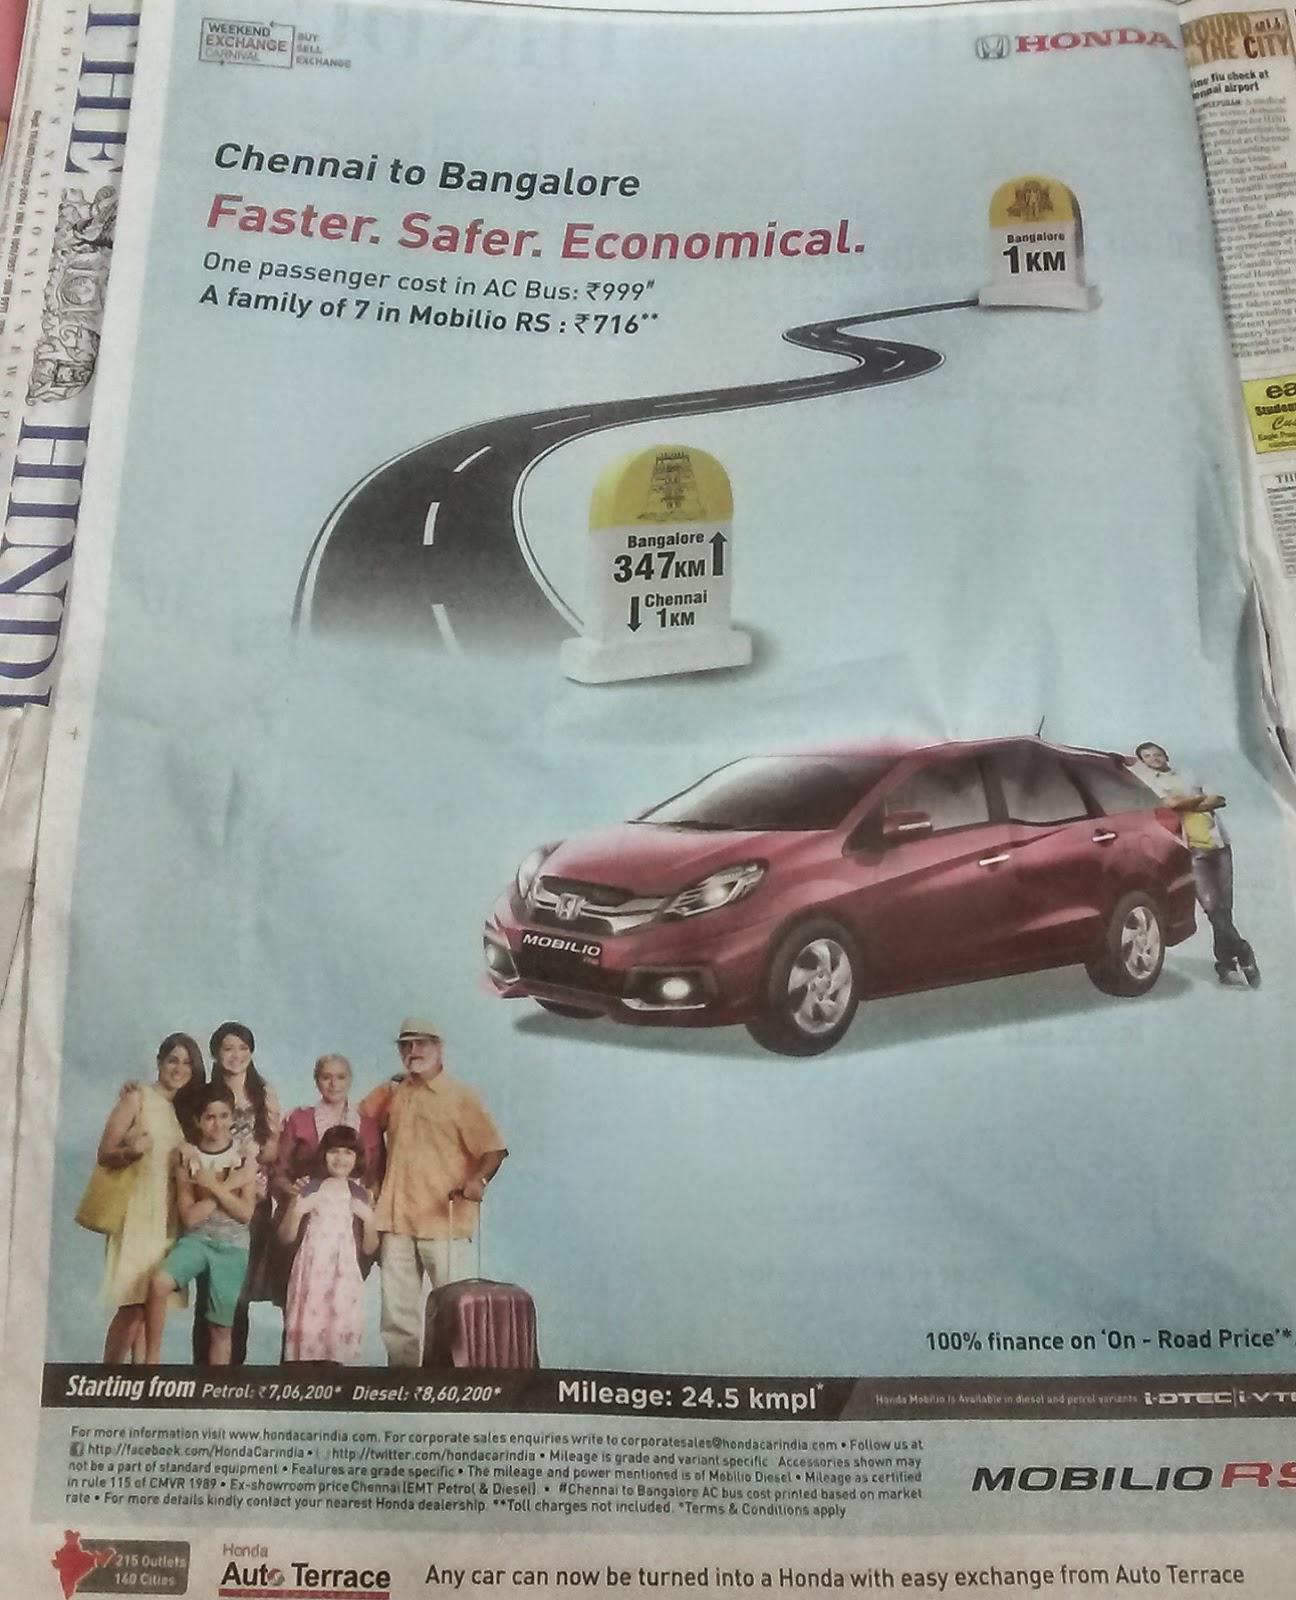 THE HINDU
INDIA'S NATIONAL NEWSP
WEEKEND
EXCHANGE
CARNIVAL
BUY
SELL
EXCHANGE
HONDA
ROUND
THE CITY
flu check at
airport
Chennai to Bangalore
Faster. Safer. Economical.
One passenger cost in AC Bus: ₹999#
A family of 7 in Mobilio RS : ₹716**
Bangalore
1KM
Bangalore
347KM
Chennai
1KM
MOBILIO
100% finance on 'On - Road Price'*
Starting from Petrol: ₹7,06,200* Diesel: ₹8,60,200* Mileage: 24.5 kmpl* Honda Mobilio is Available in diesel and petrol variants i-DTEC i-VTE
For more information visit www.hondacarindia.com. For corporate sales enquiries write to corporatesales@hondacarindia.com • Follow us at
http://facebook.com/HondaCarindia • http://twitter.com/hondacarindia • Mileage is grade and variant specific Accessories shown may
not be a part of standard equipment • Features are grade specific • The mileage and power mentioned is of Mobilio Diesel • Mileage as certified
in rule 115 of CMVR 1989 • Ex-showroom price Chennai (EMT Petrol & Diesel) • #Chennai to Bangalore AC bus cost printed based on market
rate • For more details kindly contact your nearest Honda dealership. **Toll charges not included. *Terms & Conditions apply
MOBILIO RS
215 Outlets
140 Cities
Honda
Auto Terrace
Any car can now be turned into a Honda with easy exchange from Auto Terrace